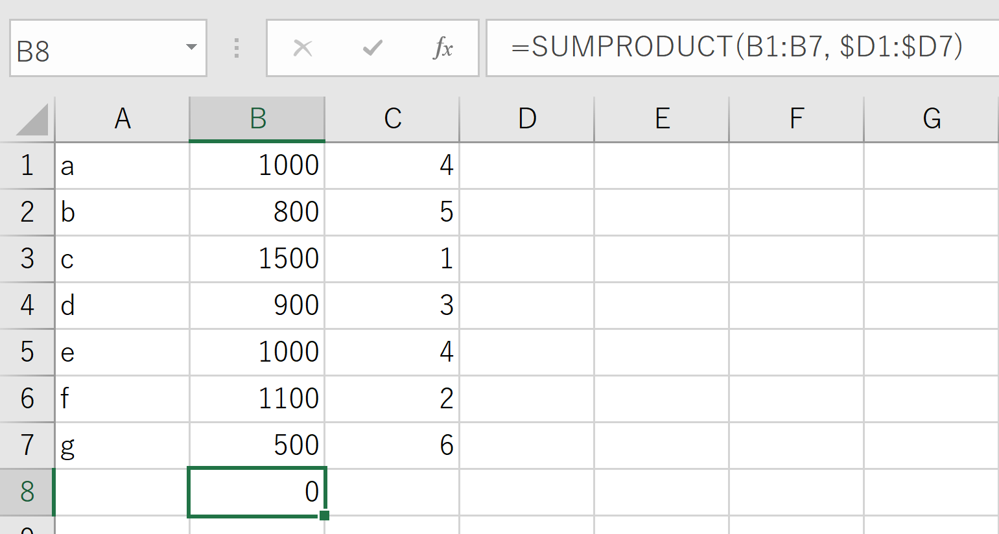 B8 fx =SUMPRODUCT(B1:B7, $D1:$D7)
A B C D E F G
1 a 1000 4
2 b 800 5
3 c 1500 1
4 d 900 3
5 e 1000 4
6 f 1100 2
7 g 500 6
8 0